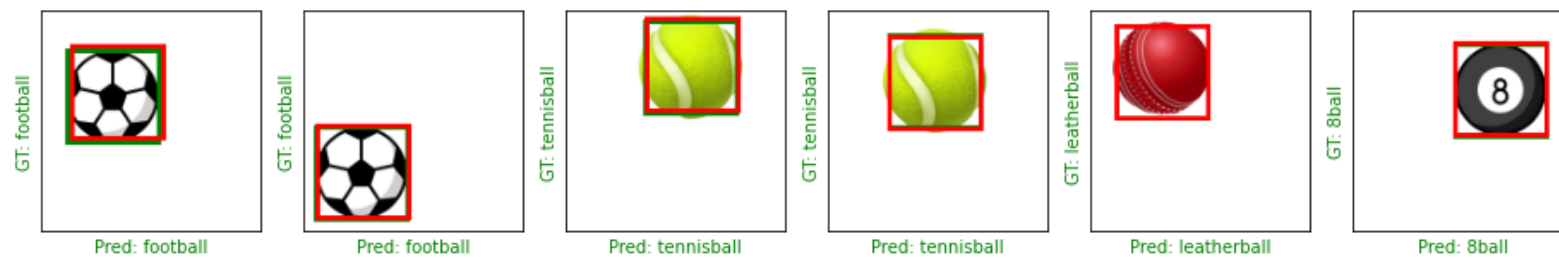 GT: football
Pred: football
GT: football
Pred: football
GT: tennisball
Pred: tennisball
GT: tennisball
Pred: tennisball
GT: leatherball
Pred: leatherball
GT: 8ball
8
Pred: 8ball